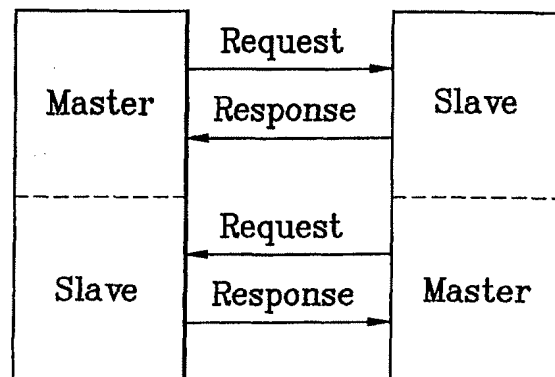 Request
Master
Response
Slave
Request
Slave
Response
Master